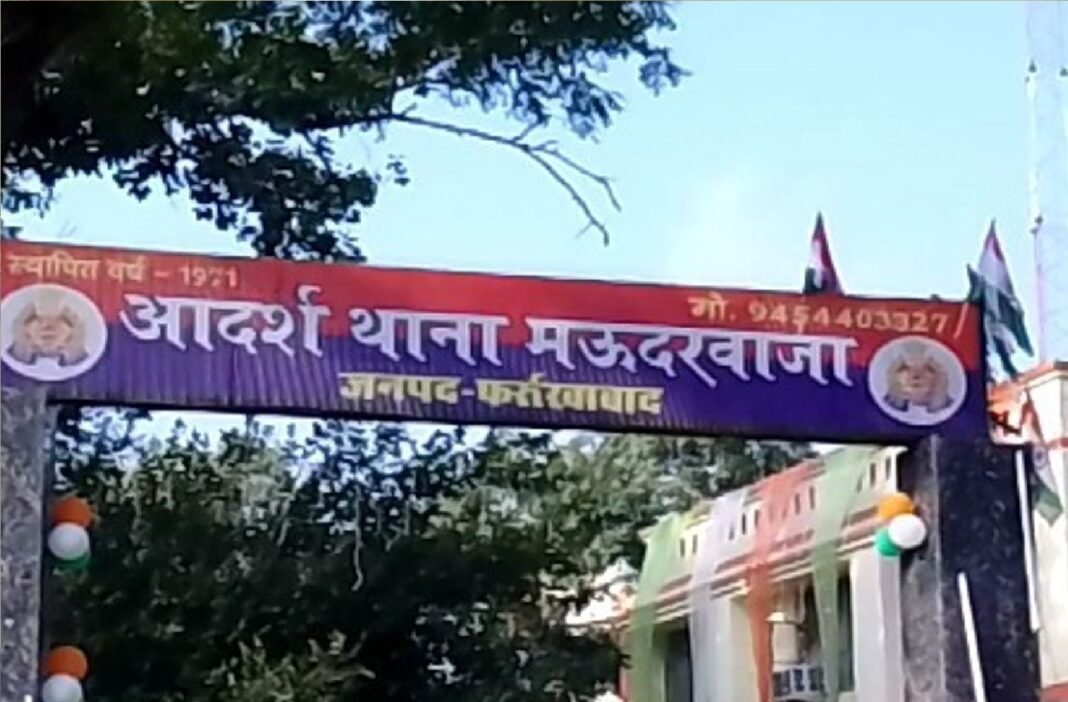 स्थापित वर्ष - 1971
मो. 9454403327
आदर्श थाना मऊदरवाजा
जनपद-फर्रुखाबाद